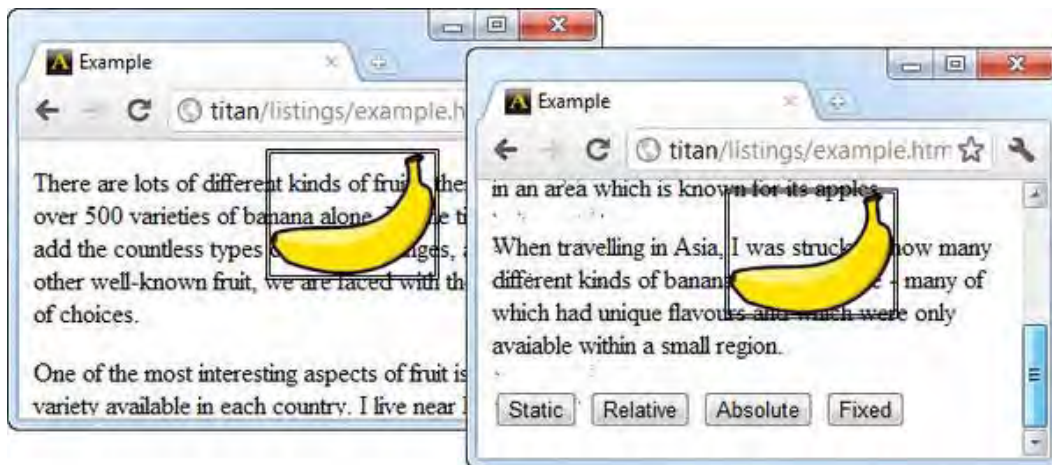 Example
titan/listings/example.h
There are lots of different kinds of
over 500 varieties of banana alone.
add the countless types
other well-known fruit, we are faced with
of choices.
One of the most interesting aspects of fruit is
variety available in each country. I live near
Example
titan/listings/example.htm
in an area which is known for its apples
When travelling in Asia, I was struck how many
different kinds of - many of
which had unique flavours and which were only
avaiable within a small region.
Static Relative Absolute Fixed